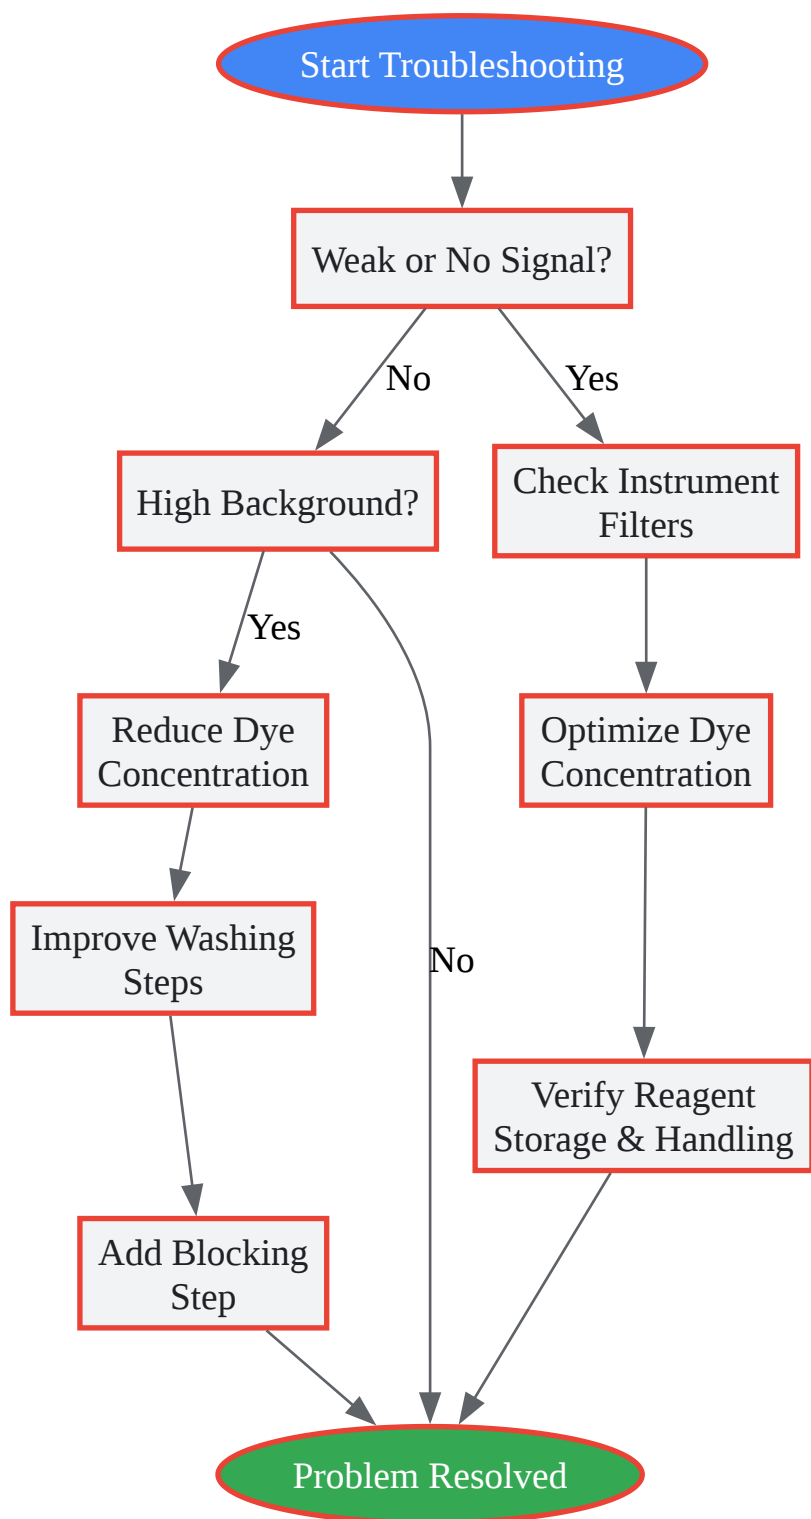 Start Troubleshooting
Weak or No Signal?
No
Yes
High Background?
Check Instrument
Filters
Yes
Reduce Dye
Concentration
Optimize Dye
Concentration
Improve Washing
Steps
No
Verify Reagent
Storage & Handling
Add Blocking
Step
Problem Resolved